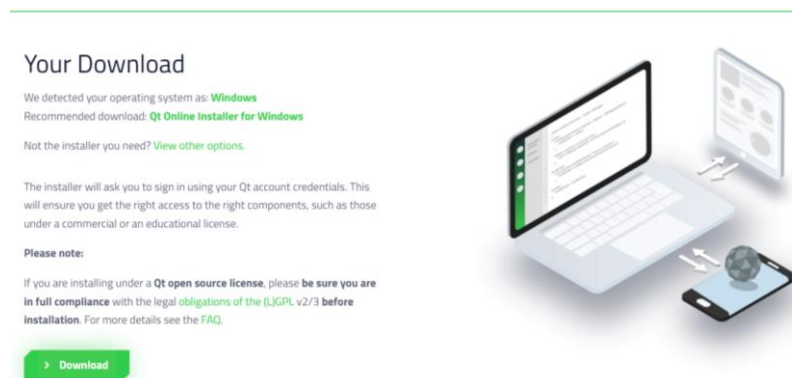 Your Download
We detected your operating system as: Windows
Recommended download: Qt Online Installer for Windows
Not the installer you need? View other options.
The installer will ask you to sign in using your Qt account credentials. This
will ensure you get the right access to the right components, such as those
under a commercial or an educational license.
Please note:
If you are installing under a Qt open source license, please be sure you are
in full compliance with the legal obligations of the (L)GPL v2/3 before
installation. For more details see the FAQ.
> Download